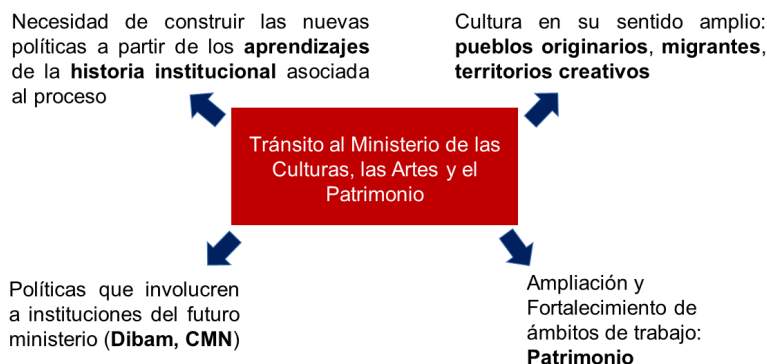 Necesidad de construir las nuevas
políticas a partir de los aprendizajes
de la historia institucional asociada
al proceso
Cultura en su sentido amplio:
pueblos originarios, migrantes,
territorios creativos
Tránsito al Ministerio de las
Culturas, las Artes y el
Patrimonio
Políticas que involucren
a instituciones del futuro
ministerio (Dibam, CMN)
Ampliación y
Fortalecimiento de
ámbitos de trabajo:
Patrimonio